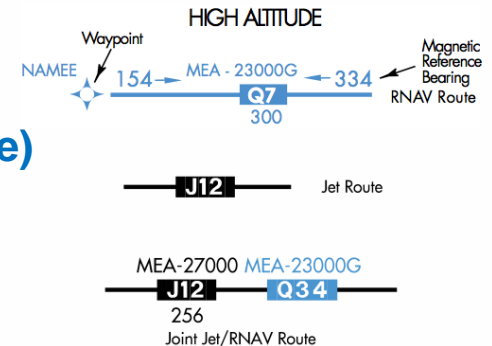 HIGH ALTITUDE
Waypoint
Magnetic
Reference
Bearing
NAMEE
154 MEA - 23000G 334
RNAV Route
Q7
300
e)
J12 Jet Route
MEA-27000 MEA-23000G
J12 Q34
256
Joint Jet/RNAV Route